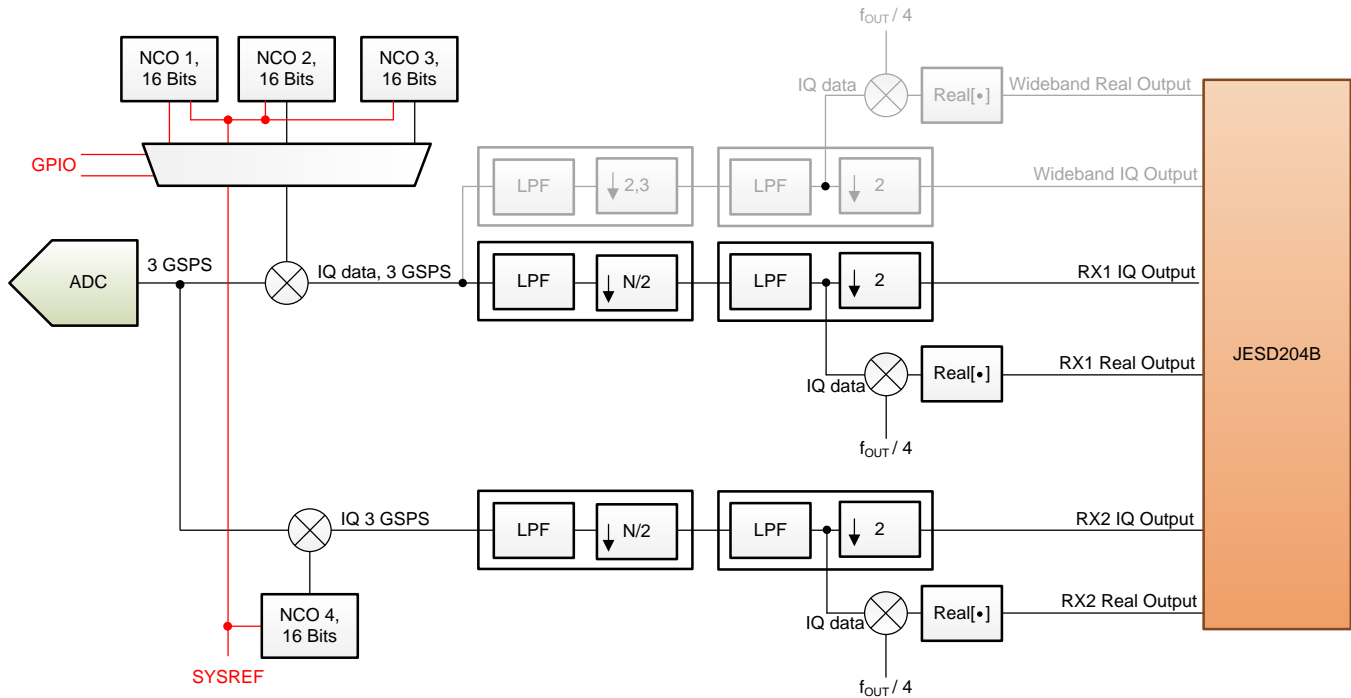 f_OUT / 4
NCO 1,
16 Bits
NCO 2,
16 Bits
NCO 3,
16 Bits
IQ data
Real[•]
Wideband Real Output
GPIO
LPF
2,3
LPF
2
Wideband IQ Output
ADC
3 GSPS
IQ data, 3 GSPS
LPF
N/2
LPF
2
RX1 IQ Output
JESD204B
IQ data
Real[•]
RX1 Real Output
f_OUT / 4
IQ 3 GSPS
LPF
N/2
LPF
2
RX2 IQ Output
NCO 4,
16 Bits
IQ data
Real[•]
RX2 Real Output
SYSREF
f_OUT / 4